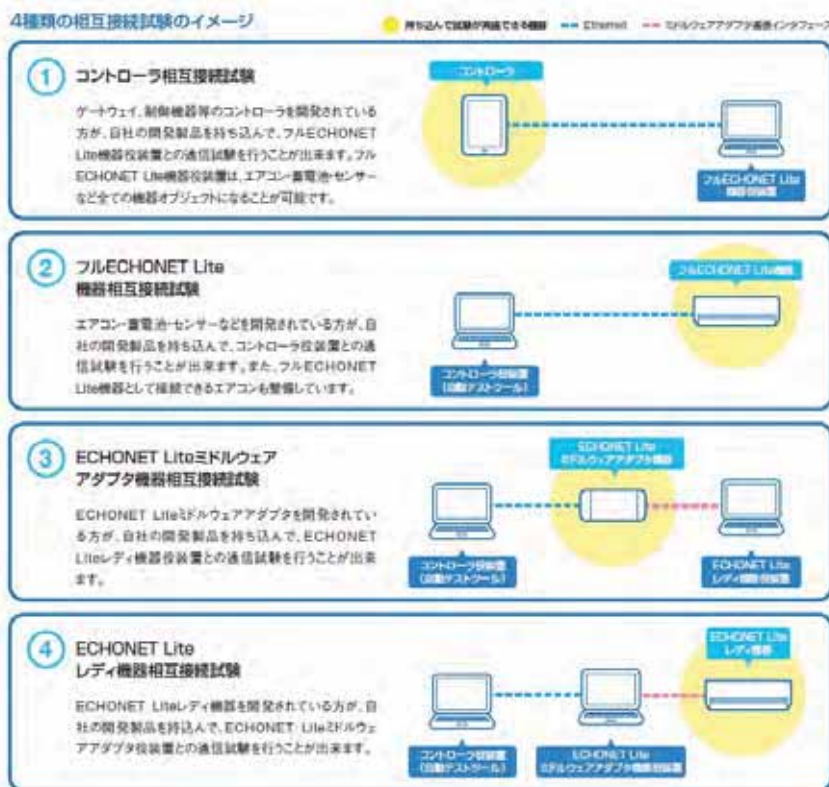 4種類の相互接続試験のイメージ
持ち込んで試験が実施できる機器
Ethernet
ミドルウェアアダプタ通信インタフェース
1
コントローラ相互接続試験
ゲートウェイ、制御機器等のコントローラを開発されている
方が、自社の開発製品を持ち込んで、フルECHONET
Lite機器役装置との通信試験を行うことが出来ます。フル
ECHONET Lite機器役装置は、エアコン・蓄電池・センサー
など全ての機器オブジェクトになることが可能です。
コントローラ
フルECHONET Lite
機器役装置
2
フルECHONET Lite
機器相互接続試験
エアコン・蓄電池・センサーなどを開発されている方が、自
社の開発製品を持ち込んで、コントローラ役装置との通
信試験を行うことが出来ます。また、フルECHONET
Lite機器として接続できるエアコンも整備しています。
フルECHONET Lite機器
コントローラ役装置
(自動テストツール)
3
ECHONET Liteミドルウェア
アダプタ機器相互接続試験
ECHONET Liteミドルウェアアダプタを開発されてい
る方が、自社の開発製品を持ち込んで、ECHONET
Liteレディ機器役装置との通信試験を行うことが出来
ます。
ECHONET Lite
ミドルウェアアダプタ機器
コントローラ役装置
(自動テストツール)
ECHONET Lite
レディ機器役装置
4
ECHONET Lite
レディ機器相互接続試験
ECHONET Liteレディ機器を開発されている方が、自
社の開発製品を持込んで、ECHONET Liteミドルウェ
アアダプタ役装置との通信試験を行うことが出来ます。
ECHONET Lite
レディ機器
コントローラ役装置
(自動テストツール)
ECHONET Lite
ミドルウェアアダプタ機器役装置